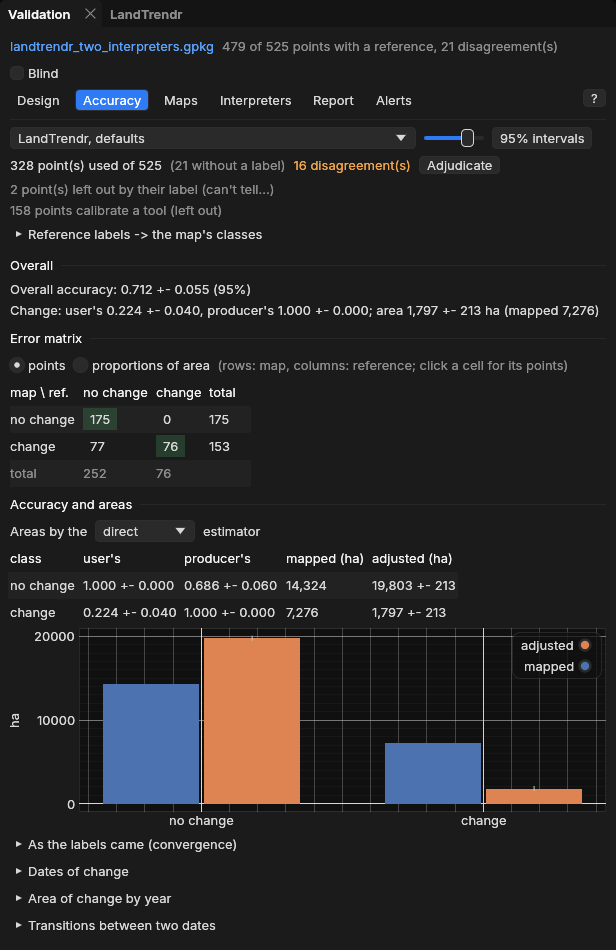 Validation LandTrendr
landtrendr_two_interpreters.gpkg 479 of 525 points with a reference, 21 disagreement(s)
Blind
Design Accuracy Maps Interpreters Report Alerts ?
LandTrendr, defaults 95% intervals
328 point(s) used of 525 (21 without a label) 16 disagreement(s) Adjudicate
2 point(s) left out by their label (can't tell...)
158 points calibrate a tool (left out)
Reference labels -> the map's classes
Overall
Overall accuracy: 0.712 +- 0.055 (95%)
Change: user's 0.224 +- 0.040, producer's 1.000 +- 0.000; area 1,797 +- 213 ha (mapped 7,276)
Error matrix
points proportions of area (rows: map, columns: reference; click a cell for its points)
map \ ref. no change change total
no change 175 0 175
change 77 76 153
total 252 76
Accuracy and areas
Areas by the direct estimator
class user's producer's mapped (ha) adjusted (ha)
no change 1.000 +- 0.000 0.686 +- 0.060 14,324 19,803 +- 213
change 0.224 +- 0.040 1.000 +- 0.000 7,276 1,797 +- 213
20000
adjusted
mapped
10000
ha
0
no change change
As the labels came (convergence)
Dates of change
Area of change by year
Transitions between two dates